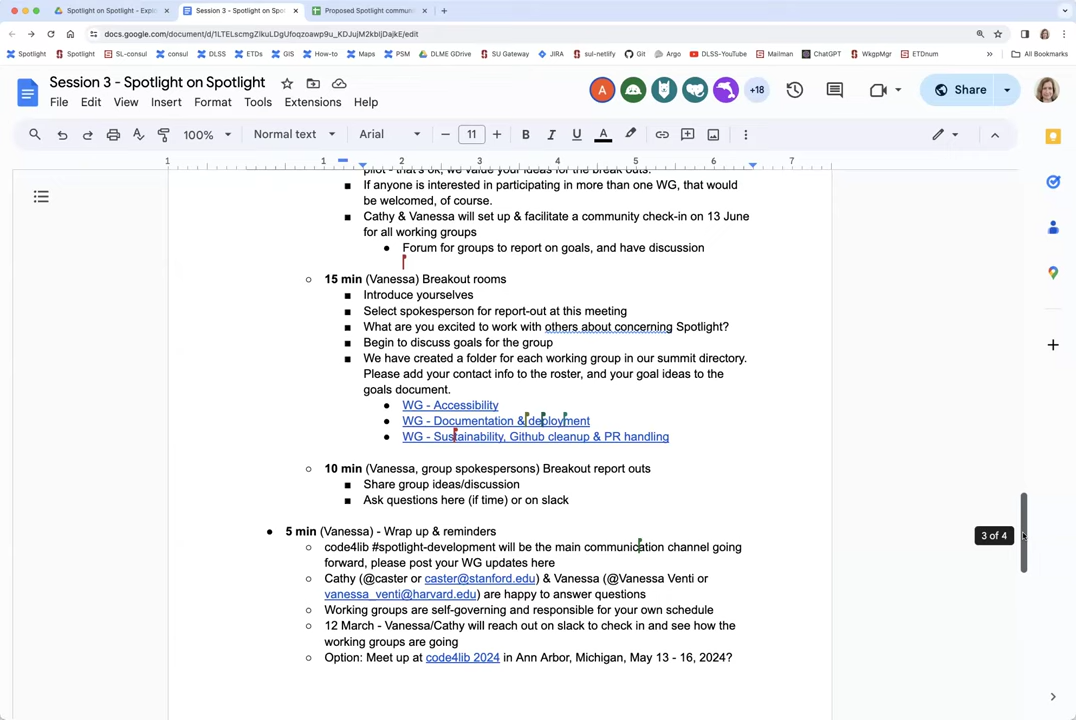 Spotlight on Spotlight - Expl
Session 3 - Spotlight on Spot
Proposed Spotlight commun
docs.google.com/document/d/1LTELscmgZlkuLDgUfoqzoawp9u_KDJujM2kbIjDajkE/edit
Spotlight
SL-consul
consul
DLSS
ETDs
GIS
How-to
Maps
PSM
DLME GDrive
SU Gateway
JIRA
sul-netlify
Git
Argo
DLSS-YouTube
Mailman
ChatGPT
WkgpMgr
ETDnum
»
All Bookmarks
Session 3 - Spotlight on Spotlight
File Edit View Insert Format Tools Extensions Help
A
+18
Share
100%
Normal text
Arial
11
B I U A
1 1 2 3 4 5 6 7
pilot - that's ok, we value your ideas for the break outs.
If anyone is interested in participating in more than one WG, that would
be welcomed, of course.
Cathy & Vanessa will set up & facilitate a community check-in on 13 June
for all working groups
Forum for groups to report on goals, and have discussion
15 min (Vanessa) Breakout rooms
Introduce yourselves
Select spokesperson for report-out at this meeting
What are you excited to work with others about concerning Spotlight?
Begin to discuss goals for the group
We have created a folder for each working group in our summit directory.
Please add your contact info to the roster, and your goal ideas to the
goals document.
WG - Accessibility
WG - Documentation & deployment
WG - Sustainability, Github cleanup & PR handling
10 min (Vanessa, group spokespersons) Breakout report outs
Share group ideas/discussion
Ask questions here (if time) or on slack
3 of 4
5 min (Vanessa) - Wrap up & reminders
code4lib #spotlight-development will be the main communication channel going
forward, please post your WG updates here
Cathy (@caster or caster@stanford.edu) & Vanessa (@Vanessa Venti or
vanessa_venti@harvard.edu) are happy to answer questions
Working groups are self-governing and responsible for your own schedule
12 March - Vanessa/Cathy will reach out on slack to check in and see how the
working groups are going
Option: Meet up at code4lib 2024 in Ann Arbor, Michigan, May 13 - 16, 2024?